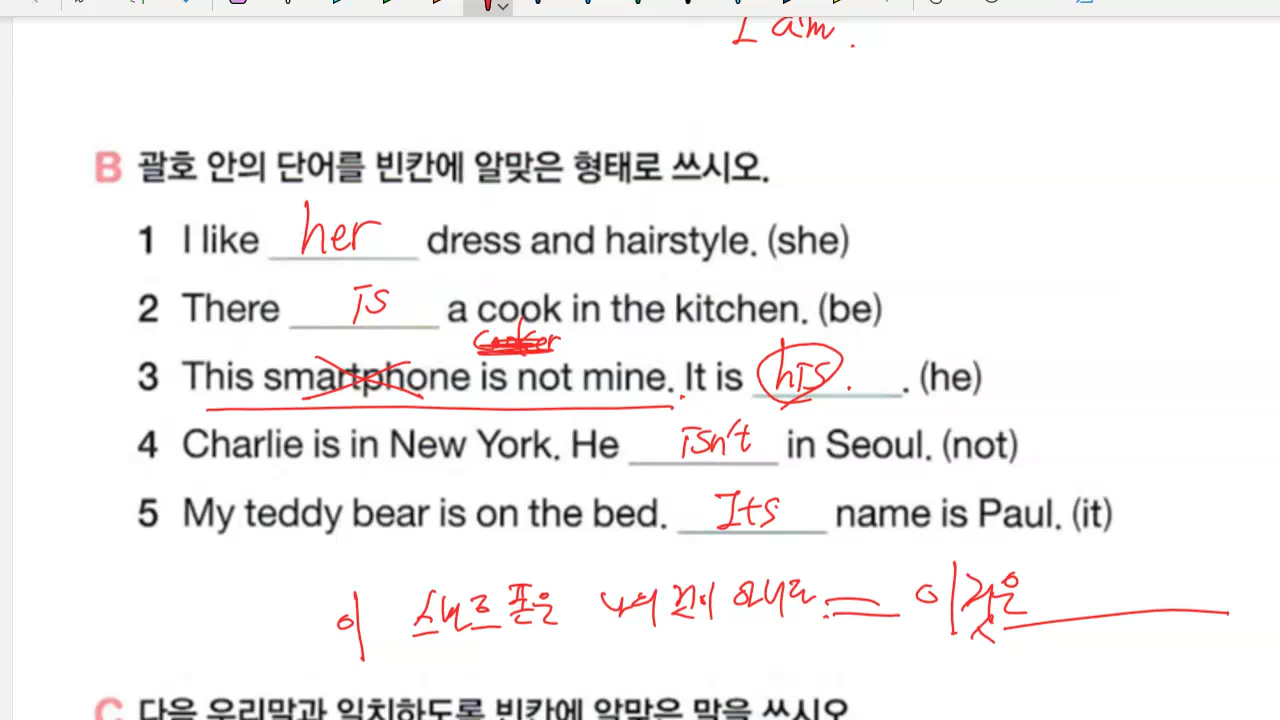 I am.
B 괄호 안의 단어를 빈칸에 알맞은 형태로 쓰시오.
1 I like her dress and hairstyle. (she)
2 There is a cook in the kitchen. (be)
cooker
3 This smartphone is not mine. It is his. . (he)
4 Charlie is in New York. He isn't in Seoul. (not)
5 My teddy bear is on the bed. Its name is Paul. (it)
이 스마트폰은 나의 것이 아니다. 이것은
C 다음 우리말과 일치하도록 빈칸에 알맞은 말을 쓰시오